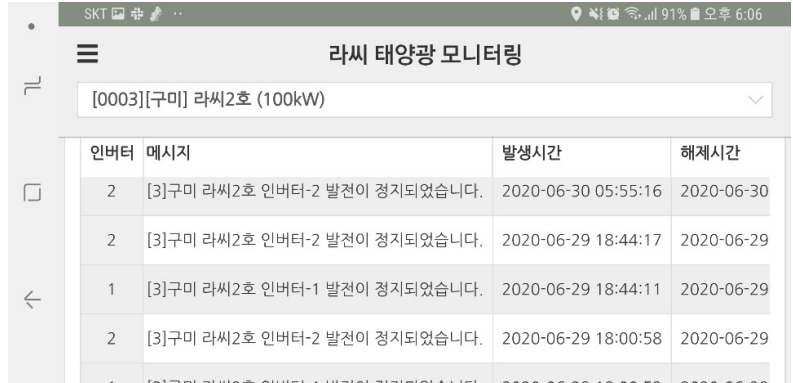 SKT 91% 오후 6:06
라씨 태양광 모니터링
[0003][구미] 라씨2호 (100kW)
인버터 메시지 발생시간 해제시간
2 [3]구미 라씨2호 인버터-2 발전이 정지되었습니다. 2020-06-30 05:55:16 2020-06-30
2 [3]구미 라씨2호 인버터-2 발전이 정지되었습니다. 2020-06-29 18:44:17 2020-06-29
1 [3]구미 라씨2호 인버터-1 발전이 정지되었습니다. 2020-06-29 18:44:11 2020-06-29
2 [3]구미 라씨2호 인버터-2 발전이 정지되었습니다. 2020-06-29 18:00:58 2020-06-29